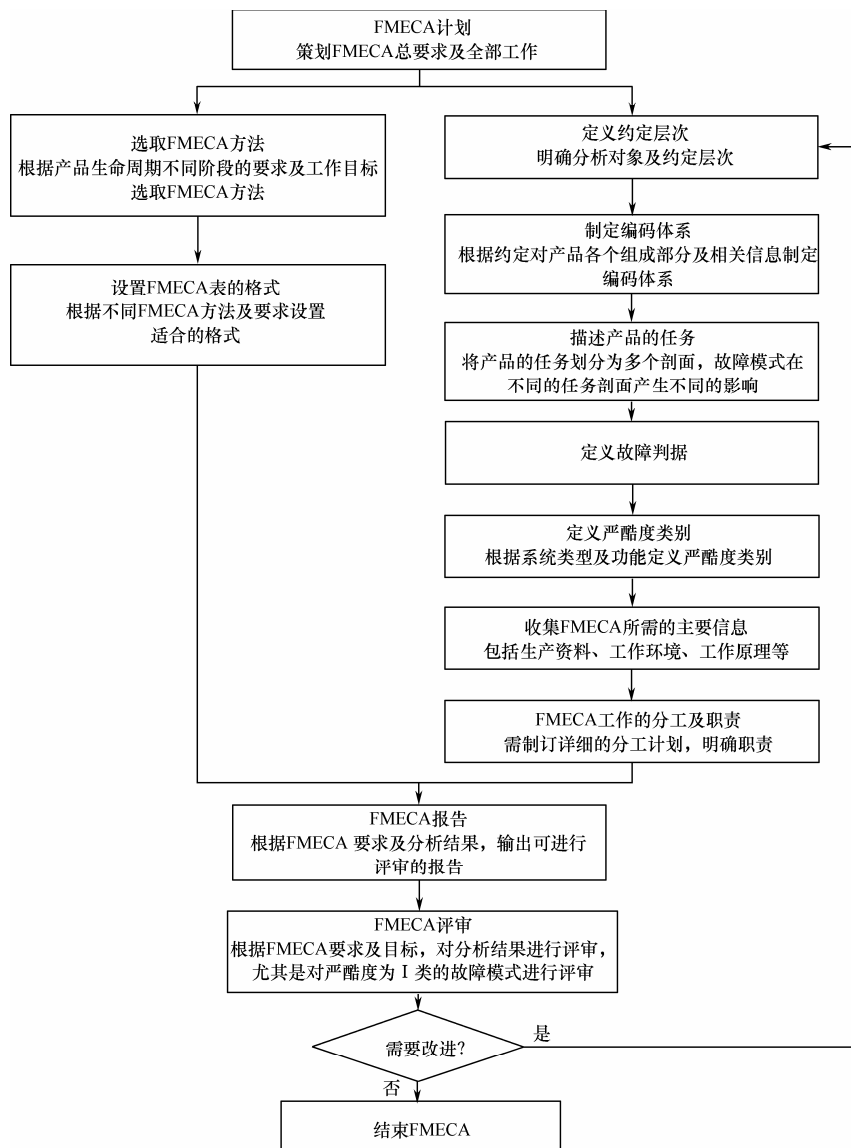 FMECA计划
策划FMECA总要求及全部工作
选取FMECA方法
根据产品生命周期不同阶段的要求及工作目标
选取FMECA方法
设置FMECA表的格式
根据不同FMECA方法及要求设置
适合的格式
定义约定层次
明确分析对象及约定层次
制定编码体系
根据约定对产品各个组成部分及相关信息制定
编码体系
描述产品的任务
将产品的任务划分为多个剖面，故障模式在
不同的任务剖面产生不同的影响
定义故障判据
定义严酷度类别
根据系统类型及功能定义严酷度类别
收集FMECA所需的主要信息
包括生产资料、工作环境、工作原理等
FMECA工作的分工及职责
需制订详细的分工计划，明确职责
FMECA报告
根据FMECA 要求及分析结果，输出可进行
评审的报告
FMECA评审
根据FMECA要求及目标，对分析结果进行评审，
尤其是对严酷度为Ⅰ类的故障模式进行评审
需要改进？
是
否
结束FMECA